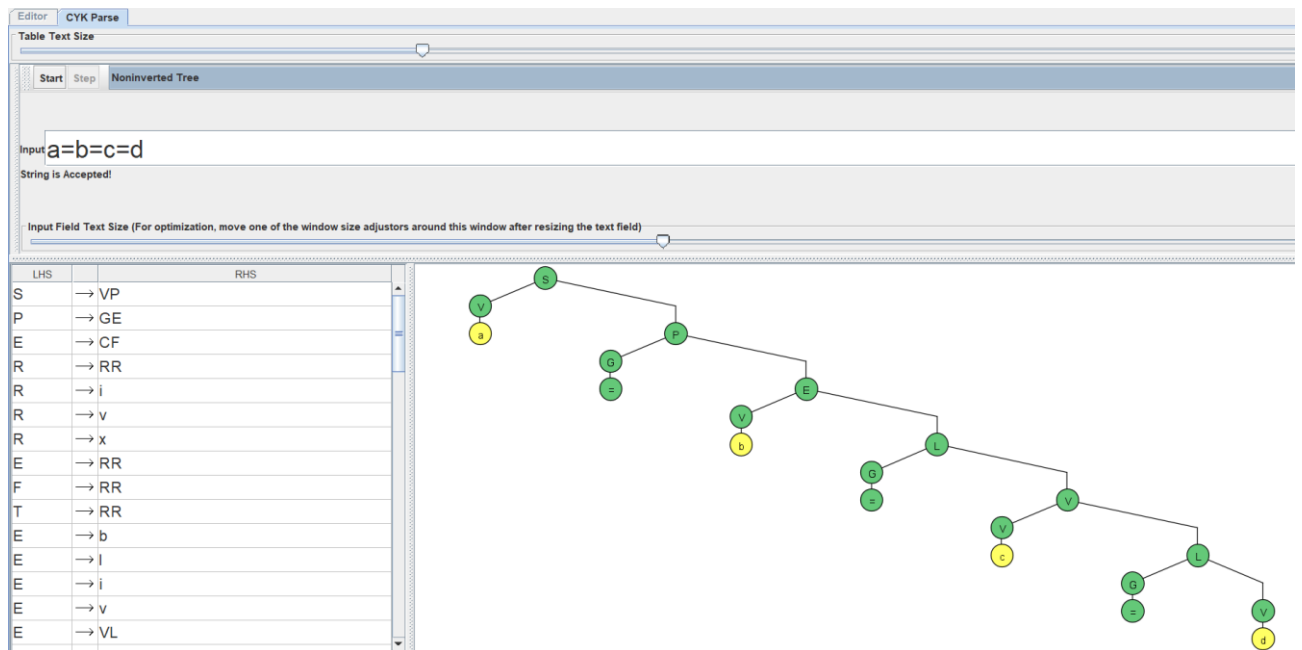 Editor CYK Parse
Table Text Size
Start Step Noninverted Tree
Input a=b=c=d
String is Accepted!
Input Field Text Size (For optimization, move one of the window size adjustors around this window after resizing the text field)
LHS RHS
S → VP
P → GE
E → CF
R → RR
R → i
R → v
R → x
E → RR
F → RR
T → RR
E → b
E → l
E → i
E → v
E → VL
S
V
a
P
G
=
E
V
b
L
G
=
V
V
c
L
G
=
V
d